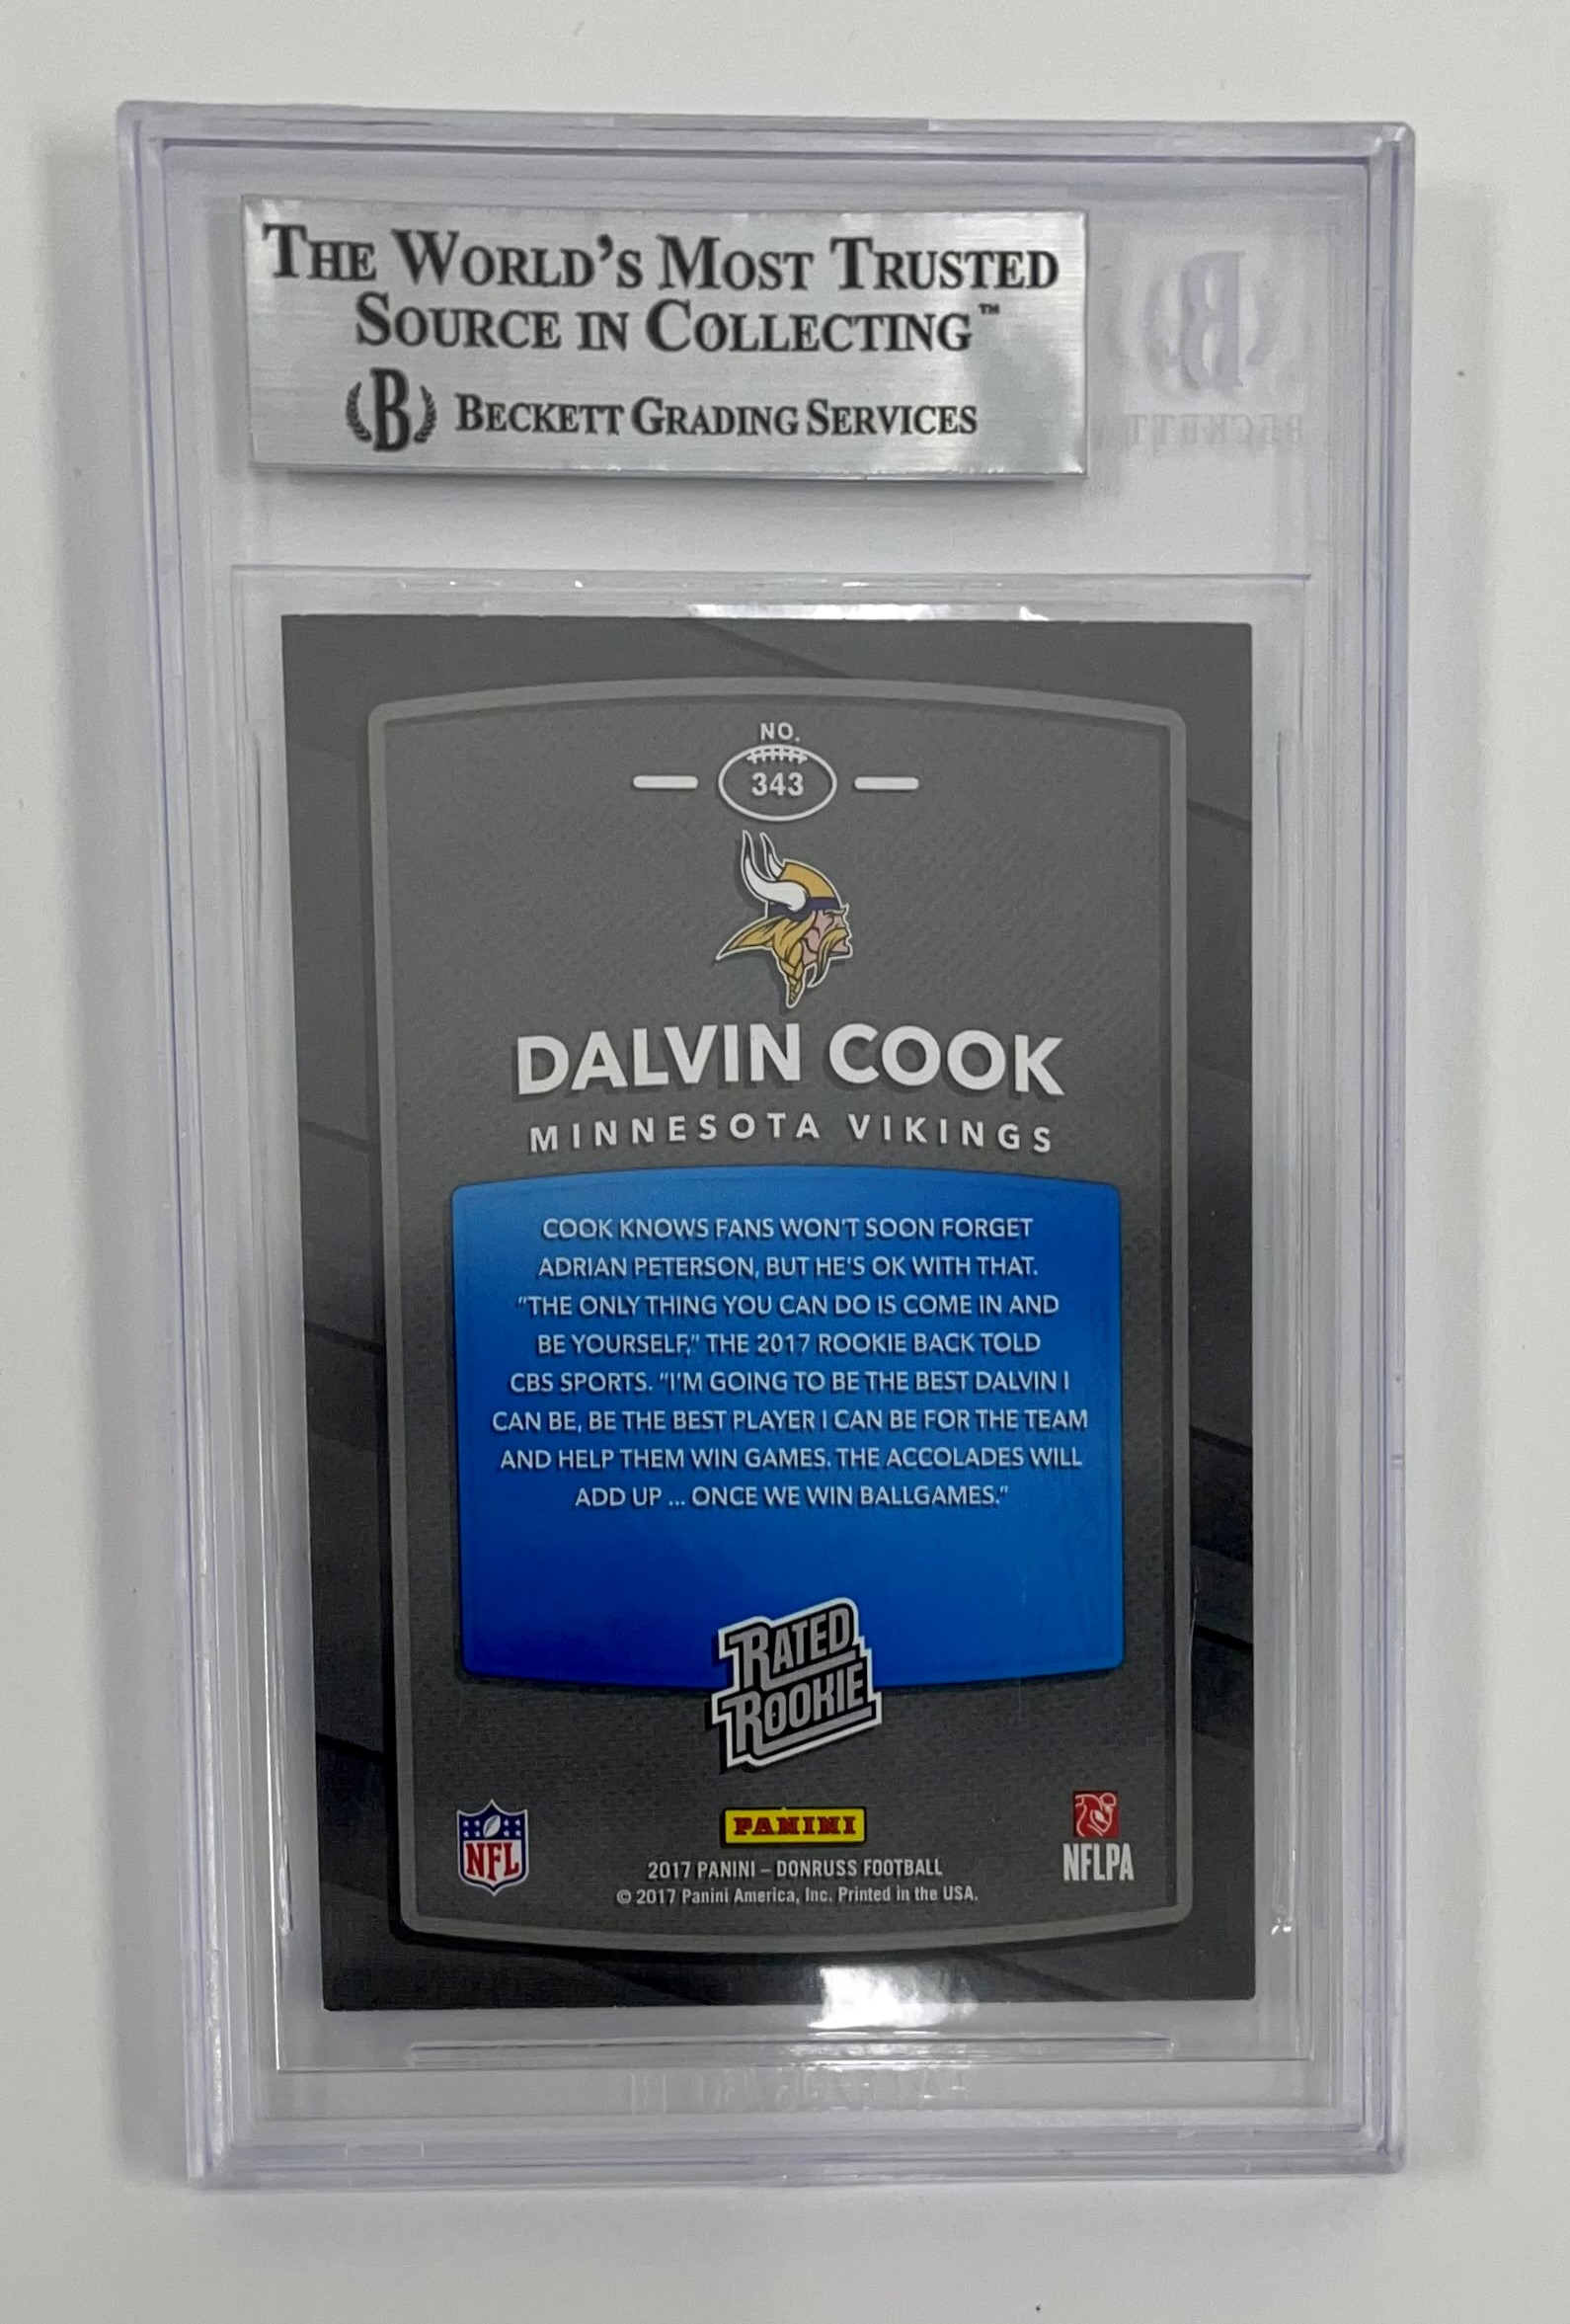 THE WORLD'S MOST TRUSTED
SOURCE IN COLLECTING™
B BECKETT GRADING SERVICES
B
BECKETT
NO.
343
DALVIN COOK
MINNESOTA VIKINGS
COOK KNOWS FANS WON'T SOON FORGET
ADRIAN PETERSON, BUT HE'S OK WITH THAT.
"THE ONLY THING YOU CAN DO IS COME IN AND
BE YOURSELF," THE 2017 ROOKIE BACK TOLD
CBS SPORTS. "I'M GOING TO BE THE BEST DALVIN I
CAN BE, BE THE BEST PLAYER I CAN BE FOR THE TEAM
AND HELP THEM WIN GAMES. THE ACCOLADES WILL
ADD UP ... ONCE WE WIN BALLGAMES."
RATED
ROOKIE
NFL
PANINI
NFLPA
2017 PANINI – DONRUSS FOOTBALL
© 2017 Panini America, Inc. Printed in the USA.